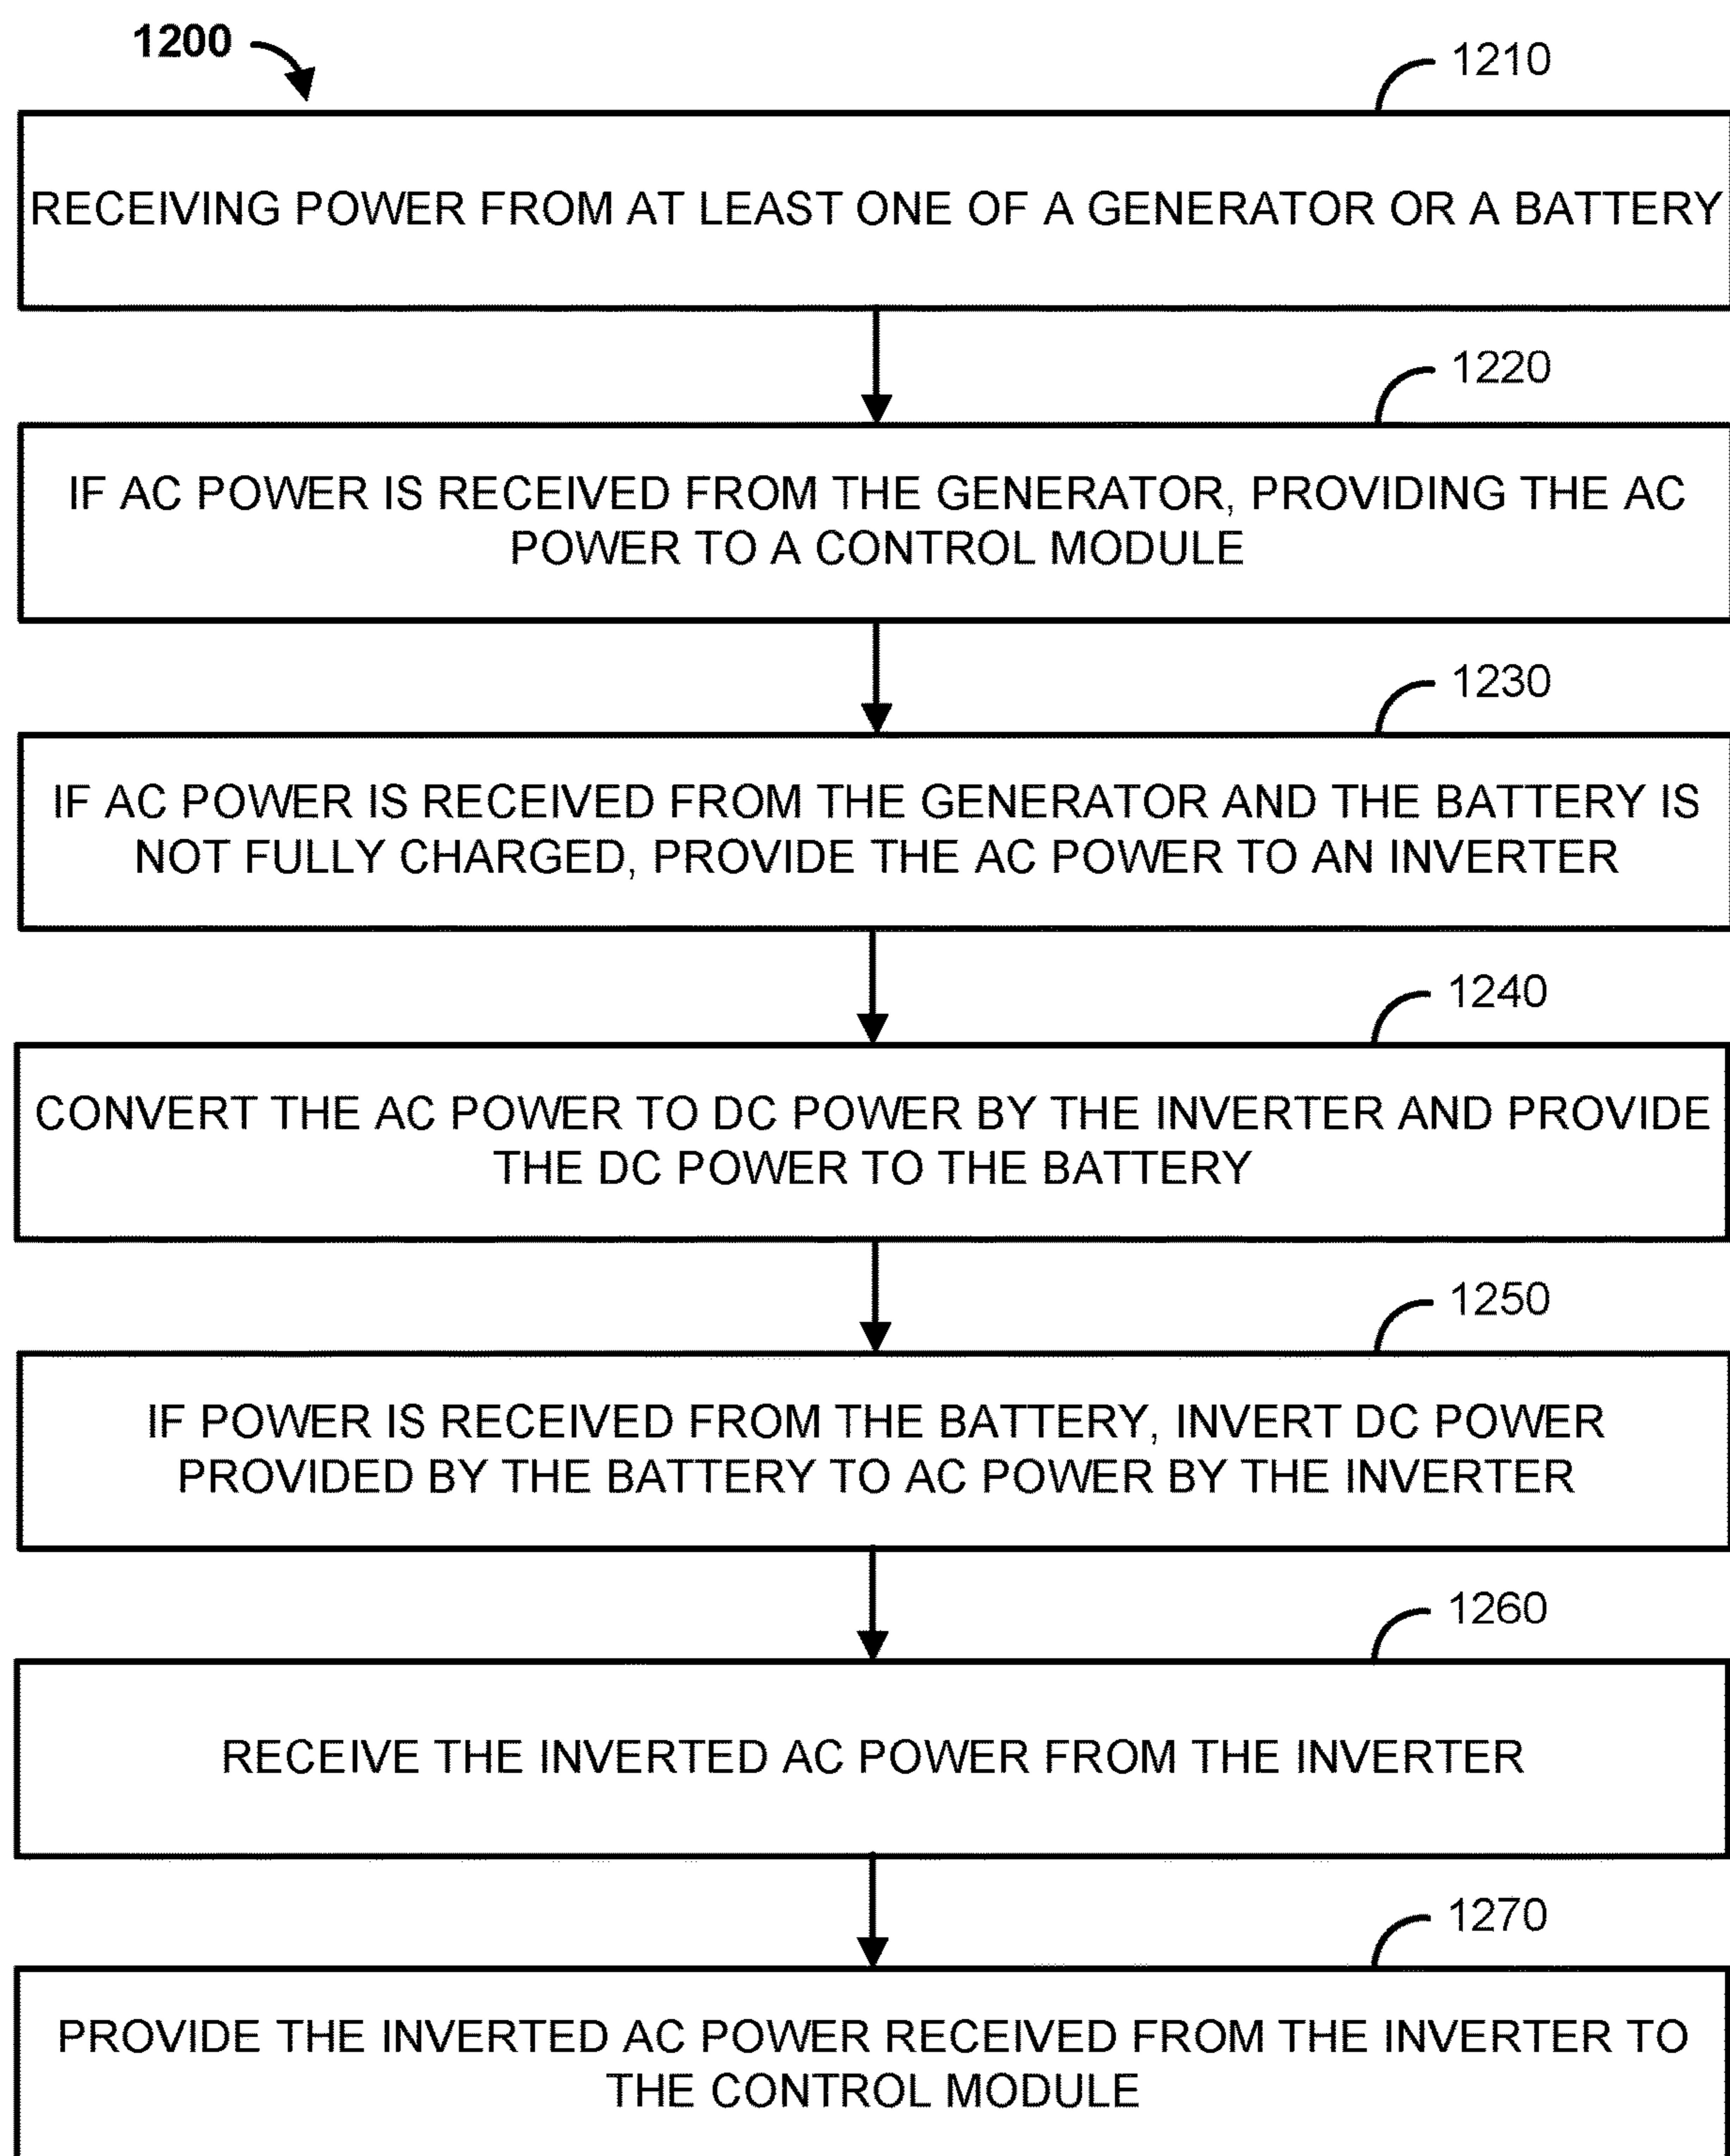 1200
1210
RECEIVING POWER FROM AT LEAST ONE OF A GENERATOR OR A BATTERY
1220
IF AC POWER IS RECEIVED FROM THE GENERATOR, PROVIDING THE AC
POWER TO A CONTROL MODULE
1230
IF AC POWER IS RECEIVED FROM THE GENERATOR AND THE BATTERY IS
NOT FULLY CHARGED, PROVIDE THE AC POWER TO AN INVERTER
1240
CONVERT THE AC POWER TO DC POWER BY THE INVERTER AND PROVIDE
THE DC POWER TO THE BATTERY
1250
IF POWER IS RECEIVED FROM THE BATTERY, INVERT DC POWER
PROVIDED BY THE BATTERY TO AC POWER BY THE INVERTER
1260
RECEIVE THE INVERTED AC POWER FROM THE INVERTER
1270
PROVIDE THE INVERTED AC POWER RECEIVED FROM THE INVERTER TO
THE CONTROL MODULE